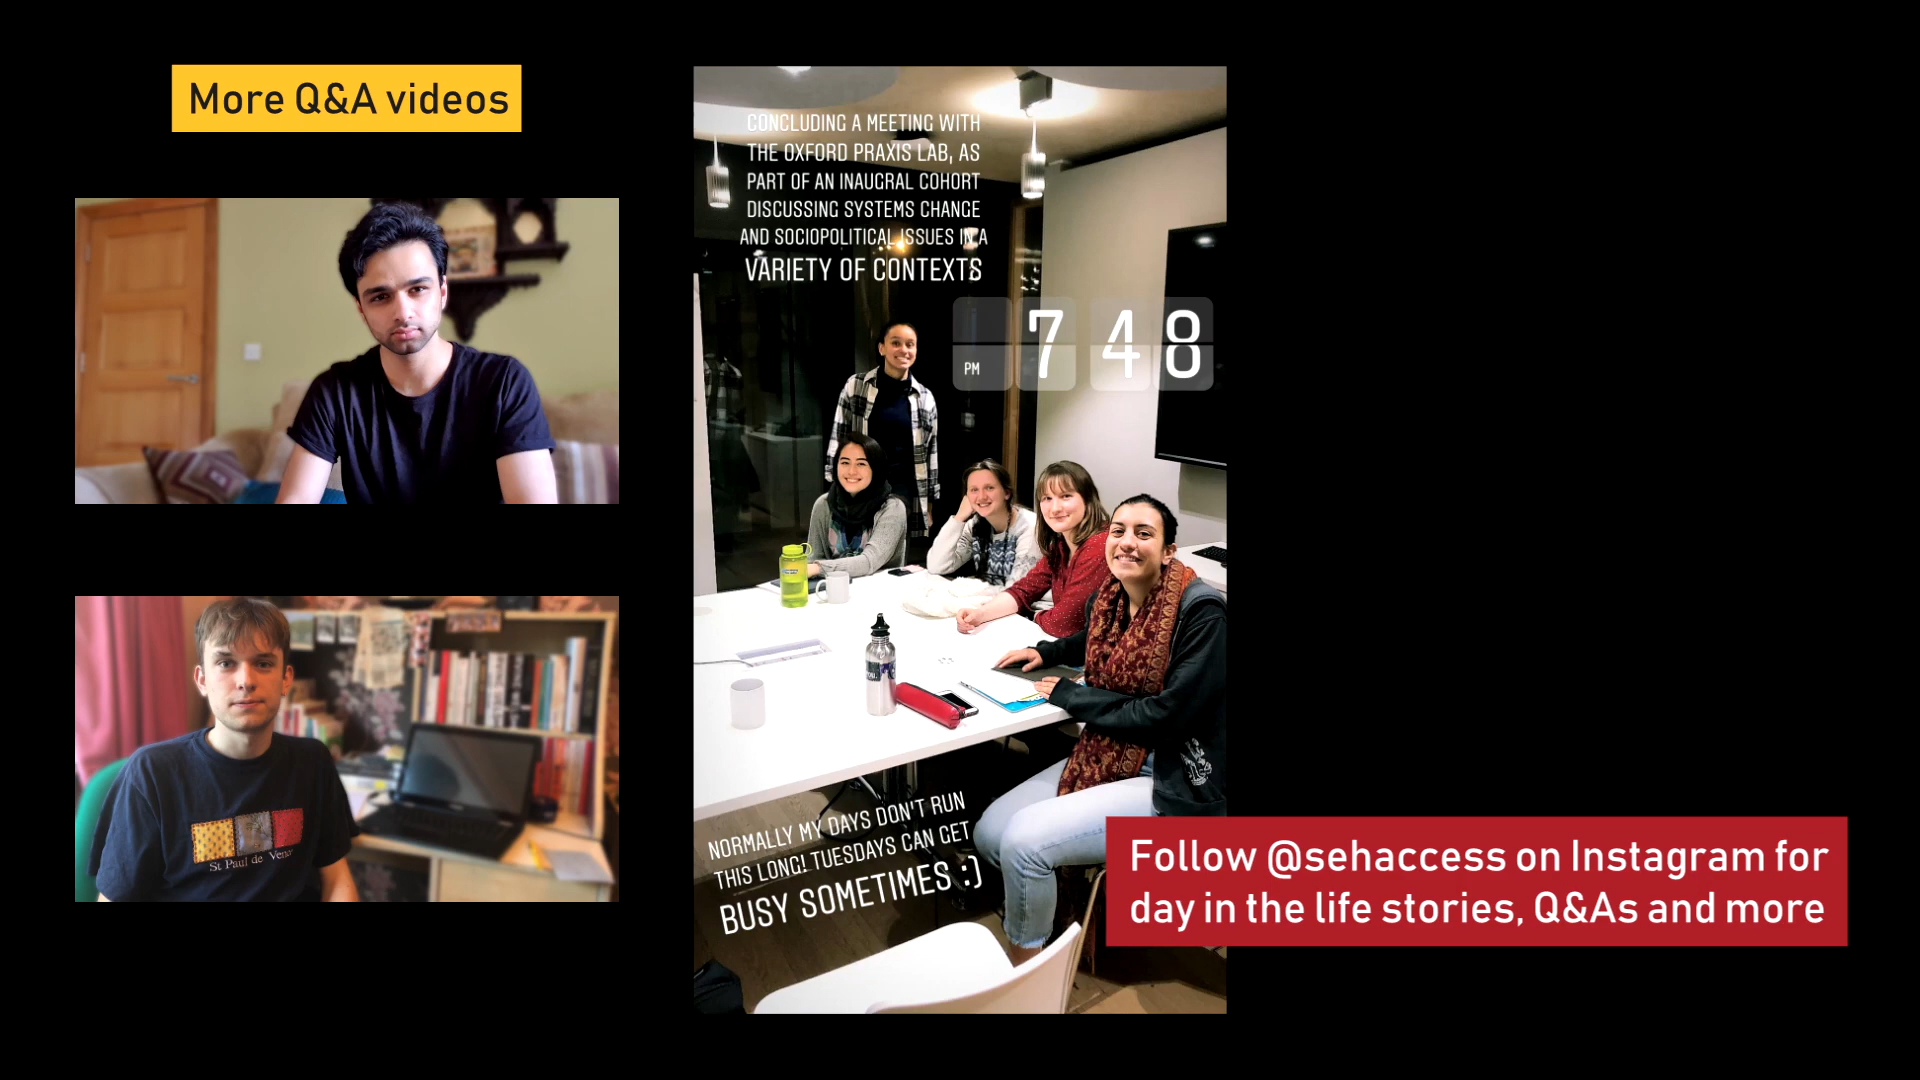 More Q&A videos
CONCLUDING A MEETING WITH
THE OXFORD PRAXIS LAB, AS
PART OF AN INAUGRAL COHORT
DISCUSSING SYSTEMS CHANGE
AND SOCIOPOLITICAL ISSUES IN A
VARIETY OF CONTEXTS
PM 7 48
St Paul de Vence
NORMALLY MY DAYS DON'T RUN
THIS LONG! TUESDAYS CAN GET
BUSY SOMETIMES :)
Follow @sehaccess on Instagram for
day in the life stories, Q&As and more